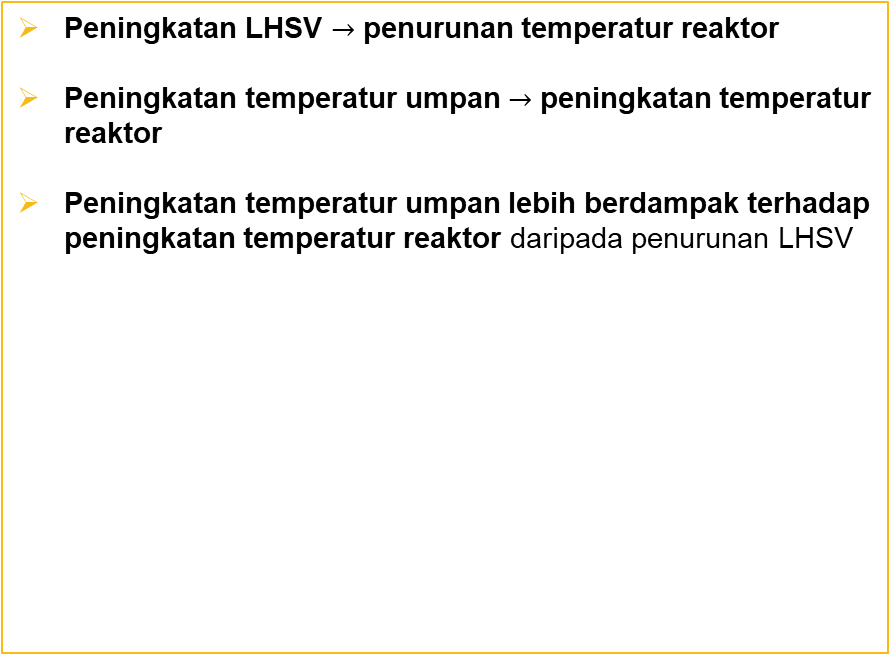 ➢ Peningkatan LHSV → penurunan temperatur reaktor
➢ Peningkatan temperatur umpan → peningkatan temperatur
reaktor
➢ Peningkatan temperatur umpan lebih berdampak terhadap
peningkatan temperatur reaktor daripada penurunan LHSV